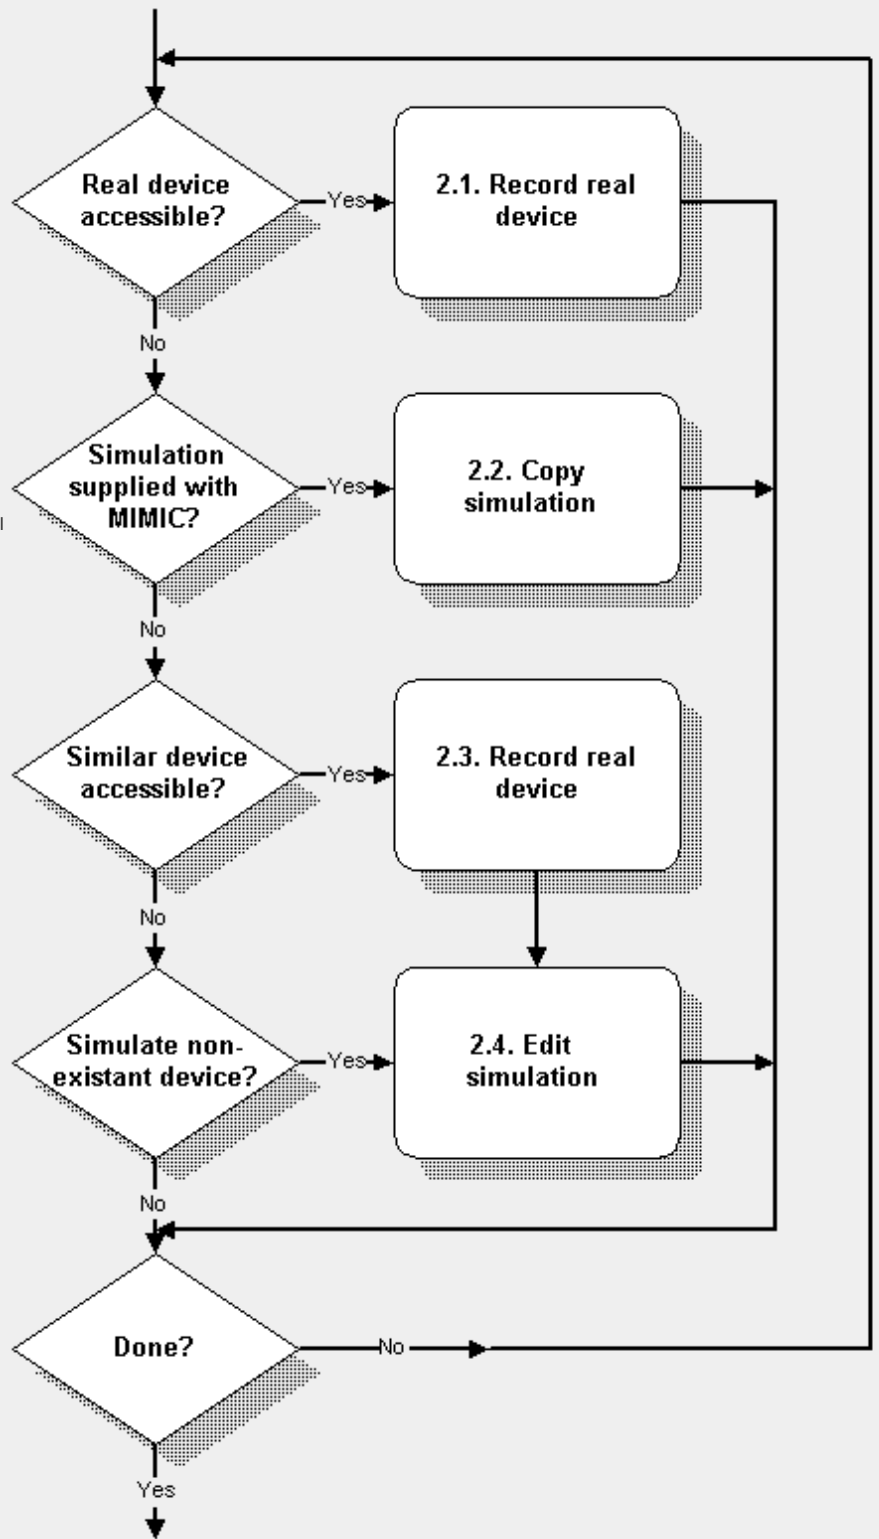 Real device
accessible?
Yes
2.1. Record real
device
No
Simulation
supplied with
MIMIC?
Yes
2.2. Copy
simulation
No
Similar device
accessible?
Yes
2.3. Record real
device
No
Simulate non-
existant device?
Yes
2.4. Edit
simulation
No
Done?
No
Yes